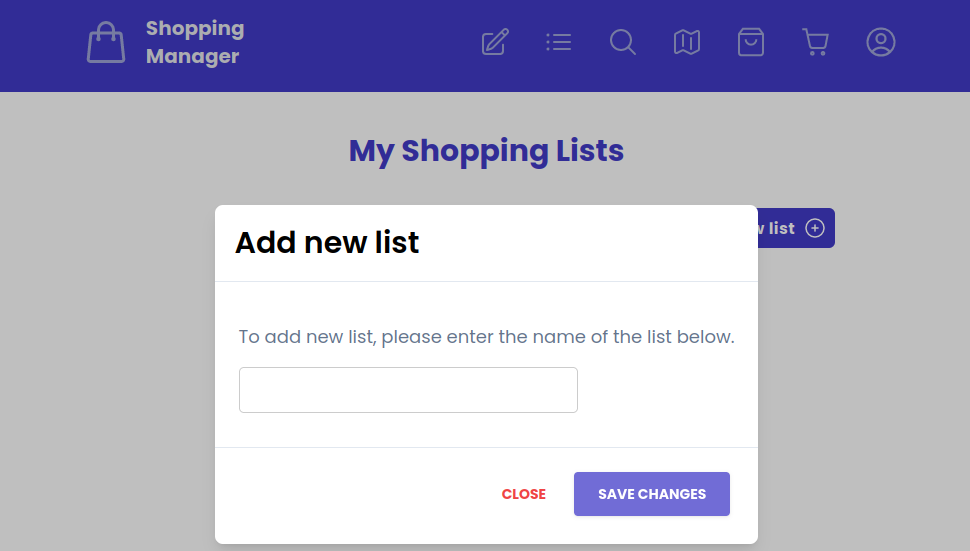 Shopping
Manager
My Shopping Lists
list
Add new list
To add new list, please enter the name of the list below.
CLOSE
SAVE CHANGES